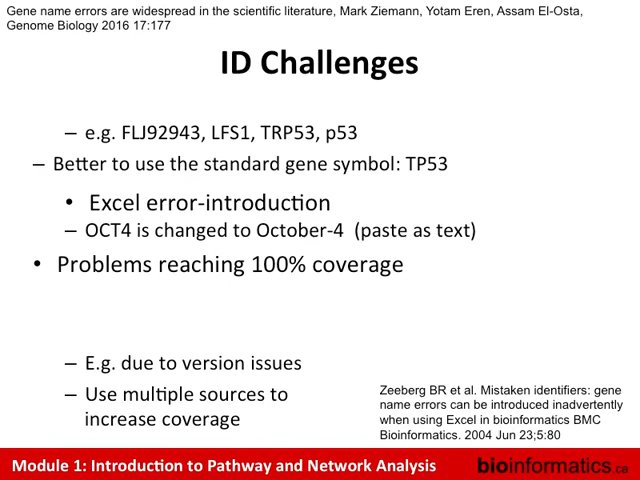 Gene name errors are widespread in the scientific literature, Mark Ziemann, Yotam Eren, Assam El-Osta,
Genome Biology 2016 17:177
ID Challenges
– e.g. FLJ92943, LFS1, TRP53, p53
– Better to use the standard gene symbol: TP53
• Excel error-introduction
– OCT4 is changed to October-4 (paste as text)
• Problems reaching 100% coverage
– E.g. due to version issues
– Use multiple sources to
increase coverage
Zeeberg BR et al. Mistaken identifiers: gene
name errors can be introduced inadvertently
when using Excel in bioinformatics BMC
Bioinformatics. 2004 Jun 23;5:80
Module 1: Introduction to Pathway and Network Analysis
bioinformatics.ca